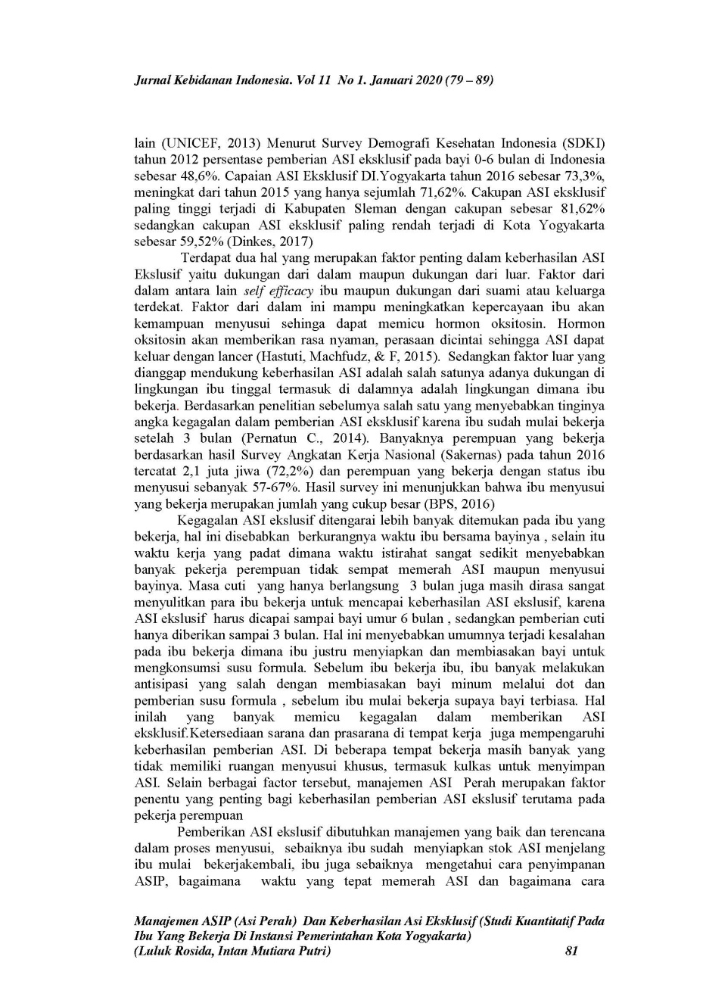 Jurnal Kebidanan Indonesia. Vol 11  No 1. Januari 2020 (79 – 89)
lain (UNICEF, 2013) Menurut Survey Demografi Kesehatan Indonesia (SDKI)
tahun 2012 persentase pemberian ASI eksklusif pada bayi 0-6 bulan di Indonesia
sebesar 48,6%. Capaian ASI Eksklusif DI.Yogyakarta tahun 2016 sebesar 73,3%,
meningkat dari tahun 2015 yang hanya sejumlah 71,62%. Cakupan ASI eksklusif
paling tinggi terjadi di Kabupaten Sleman dengan cakupan sebesar 81,62%
sedangkan cakupan ASI eksklusif paling rendah terjadi di Kota Yogyakarta
sebesar 59,52% (Dinkes, 2017)
Terdapat dua hal yang merupakan faktor penting dalam keberhasilan ASI
Ekslusif yaitu dukungan dari dalam maupun dukungan dari luar. Faktor dari
dalam antara lain self efficacy ibu maupun dukungan dari suami atau keluarga
terdekat. Faktor dari dalam ini mampu meningkatkan kepercayaan ibu akan
kemampuan menyusui sehinga dapat memicu hormon oksitosin. Hormon
oksitosin akan memberikan rasa nyaman, perasaan dicintai sehingga ASI dapat
keluar dengan lancer (Hastuti, Machfudz, & F, 2015).  Sedangkan faktor luar yang
dianggap mendukung keberhasilan ASI adalah salah satunya adanya dukungan di
lingkungan ibu tinggal termasuk di dalamnya adalah lingkungan dimana ibu
bekerja. Berdasarkan penelitian sebelumya salah satu yang menyebabkan tingginya
angka kegagalan dalam pemberian ASI eksklusif karena ibu sudah mulai bekerja
setelah 3 bulan (Pernatun C., 2014). Banyaknya perempuan yang bekerja
berdasarkan hasil Survey Angkatan Kerja Nasional (Sakernas) pada tahun 2016
tercatat 2,1 juta jiwa (72,2%) dan perempuan yang bekerja dengan status ibu
menyusui sebanyak 57-67%. Hasil survey ini menunjukkan bahwa ibu menyusui
yang bekerja merupakan jumlah yang cukup besar (BPS, 2016)
Kegagalan ASI ekslusif ditengarai lebih banyak ditemukan pada ibu yang
bekerja, hal ini disebabkan  berkurangnya waktu ibu bersama bayinya , selain itu
waktu kerja yang padat dimana waktu istirahat sangat sedikit menyebabkan
banyak pekerja perempuan tidak sempat memerah ASI maupun menyusui
bayinya. Masa cuti  yang hanya berlangsung  3 bulan juga masih dirasa sangat
menyulitkan para ibu bekerja untuk mencapai keberhasilan ASI ekslusif, karena
ASI ekslusif  harus dicapai sampai bayi umur 6 bulan , sedangkan pemberian cuti
hanya diberikan sampai 3 bulan. Hal ini menyebabkan umumnya terjadi kesalahan
pada ibu bekerja dimana ibu justru menyiapkan dan membiasakan bayi untuk
mengkonsumsi susu formula. Sebelum ibu bekerja ibu, ibu banyak melakukan
antisipasi yang salah dengan membiasakan bayi minum melalui dot dan
pemberian susu formula , sebelum ibu mulai bekerja supaya bayi terbiasa. Hal
inilah yang banyak memicu kegagalan dalam memberikan ASI
eksklusif.Ketersediaan sarana dan prasarana di tempat kerja  juga mempengaruhi
keberhasilan pemberian ASI. Di beberapa tempat bekerja masih banyak yang
tidak memiliki ruangan menyusui khusus, termasuk kulkas untuk menyimpan
ASI. Selain berbagai factor tersebut, manajemen ASI  Perah merupakan faktor
penentu yang penting bagi keberhasilan pemberian ASI ekslusif terutama pada
pekerja perempuan
Pemberikan ASI ekslusif dibutuhkan manajemen yang baik dan terencana
dalam proses menyusui,  sebaiknya ibu sudah  menyiapkan stok ASI menjelang
ibu mulai  bekerjakembali, ibu juga sebaiknya  mengetahui cara penyimpanan
ASIP, bagaimana  waktu yang tepat memerah ASI dan bagaimana cara
Manajemen ASIP (Asi Perah)  Dan Keberhasilan Asi Eksklusif (Studi Kuantitatif Pada
Ibu Yang Bekerja Di Instansi Pemerintahan Kota Yogyakarta)
(Luluk Rosida, Intan Mutiara Putri) 81